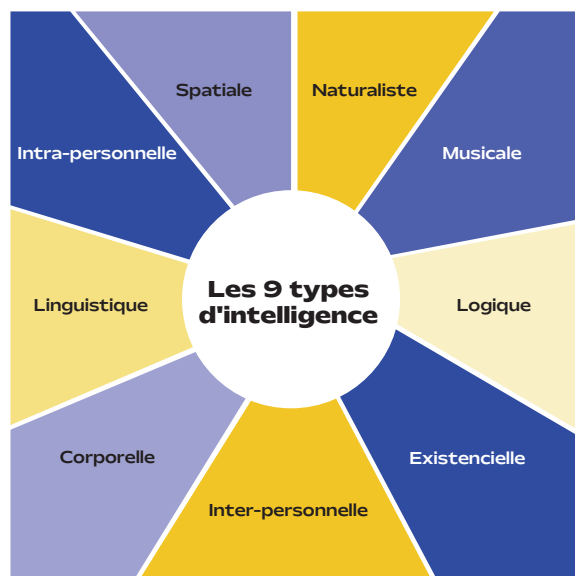 Spatiale
Naturaliste
Intra-personnelle
Musicale
Les 9 types
d'intelligence
Linguistique
Logique
Corporelle
Existencielle
Inter-personnelle